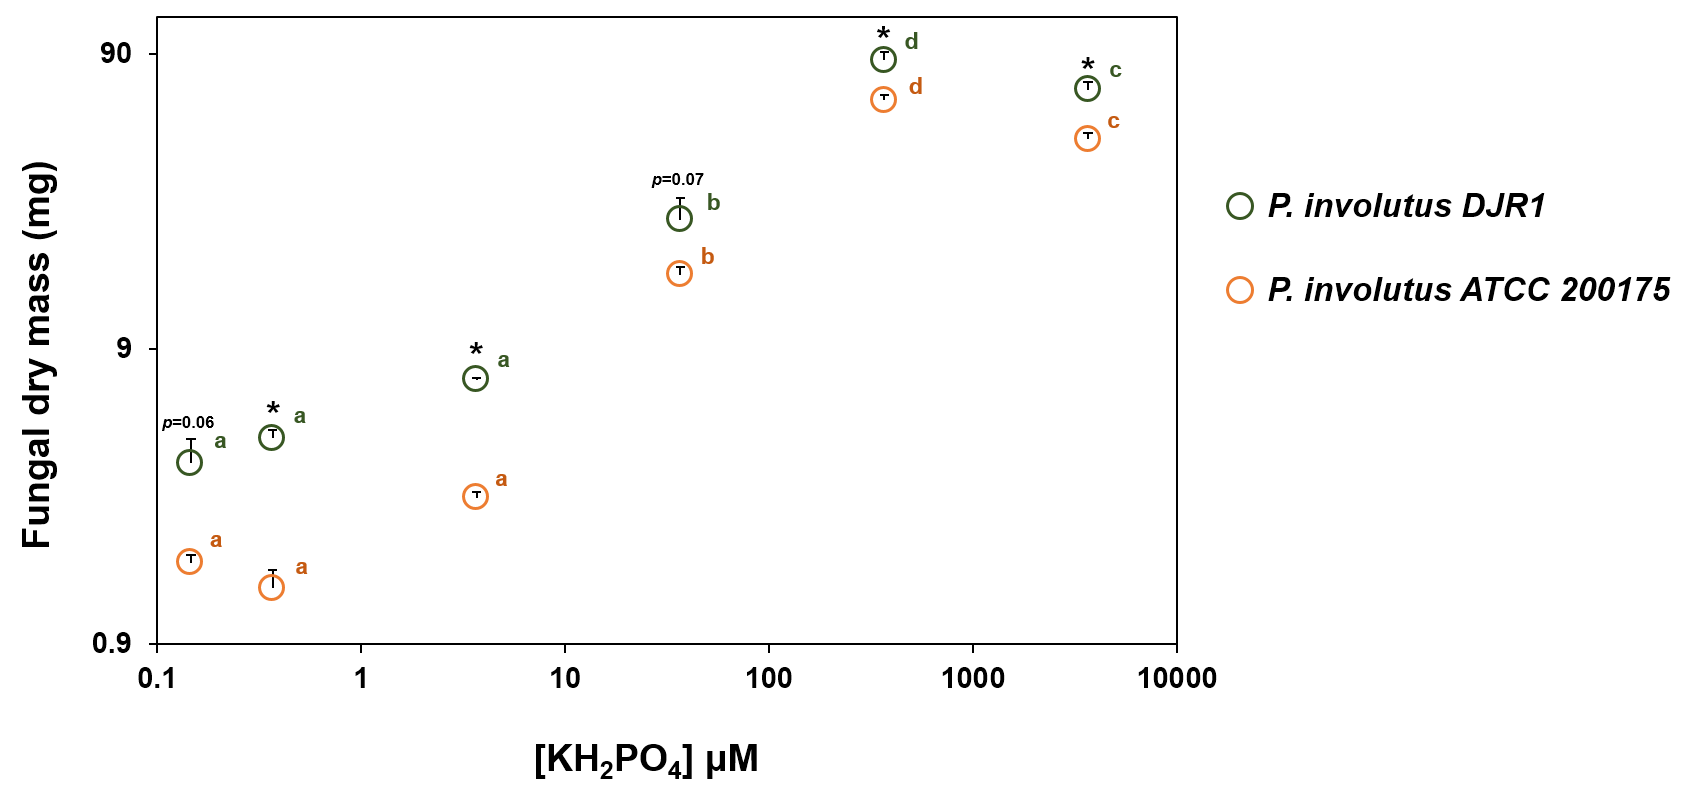 90
9
0.9
Fungal dry mass (mg)
* d
d
* c
c
p=0.07
b
b
* a
a
p=0.06
a
* a
a
a
0.1 1 10 100 1000 10000
[KH₂PO₄] µM
P. involutus DJR1
P. involutus ATCC 200175